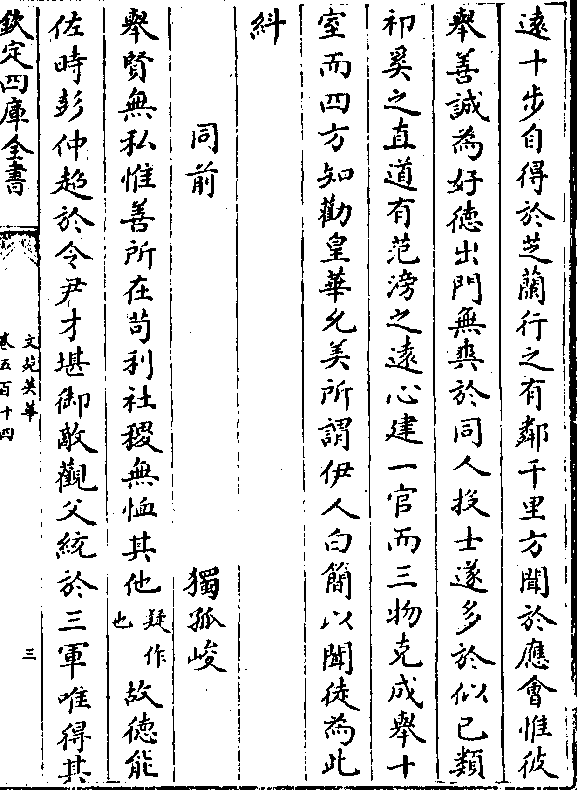 遠十步自得於芝蘭行之有鄰千里方聞於應會惟彼
舉善誠為好徳出門無爽於同人拔士遂多於似已類
祁奚之直道有范滂之遠心建一官而三物克成舉十
室而四方知勸皇華允美所謂伊人白簡以聞徒為此
糾
同前
獨孤峻
舉賢無私惟善所在茍利社稷無恤其他疑作也故徳能
佐時彭仲超於令尹才堪御敵觀父統於三軍唯得其
欽定四庫全書
文苑英華
卷五百十四
三